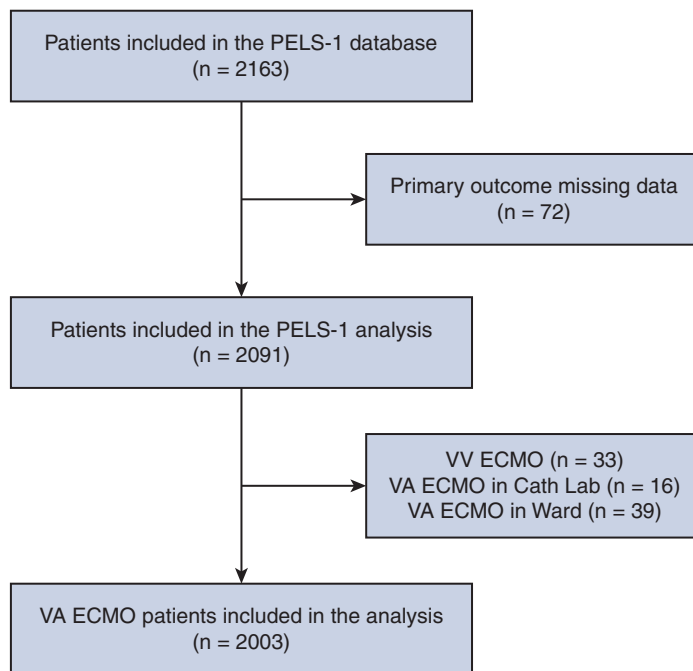 Patients included in the PELS-1 database
(n = 2163)
Primary outcome missing data
(n = 72)
Patients included in the PELS-1 analysis
(n = 2091)
VV ECMO (n = 33)
VA ECMO in Cath Lab (n = 16)
VA ECMO in Ward (n = 39)
VA ECMO patients included in the analysis
(n = 2003)